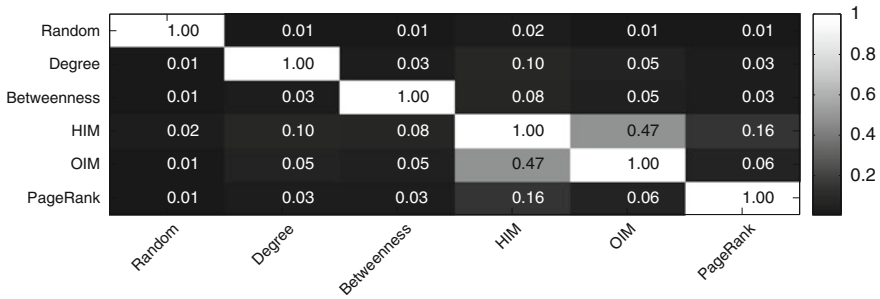 Random 1.00 0.01 0.01 0.02 0.01 0.01
Degree 0.01 1.00 0.03 0.10 0.05 0.03
Betweenness 0.01 0.03 1.00 0.08 0.05 0.03
HIM 0.02 0.10 0.08 1.00 0.47 0.16
OIM 0.01 0.05 0.05 0.47 1.00 0.06
PageRank 0.01 0.03 0.03 0.16 0.06 1.00
Random Degree Betweenness HIM OIM PageRank
1
0.8
0.6
0.4
0.2